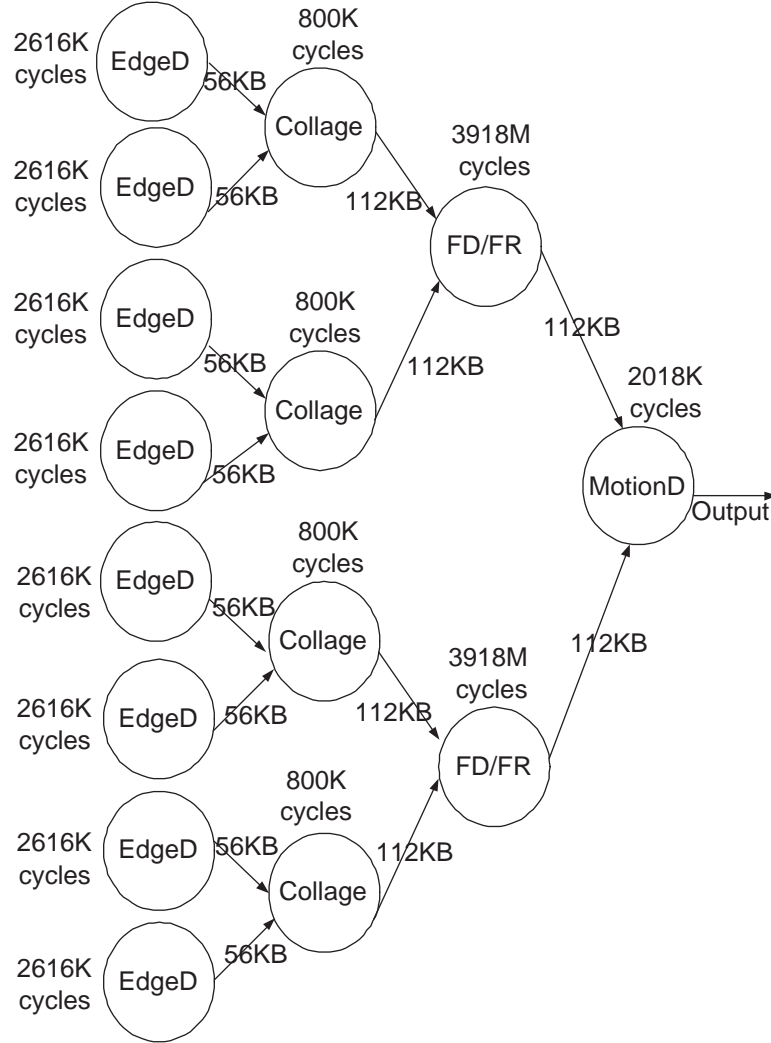 800K
cycles
2616K
cycles
EdgeD
56KB
Collage
3918M
cycles
2616K
cycles
EdgeD
56KB
112KB
FD/FR
2616K
cycles
EdgeD
800K
cycles
56KB
112KB
112KB
Collage
2018K
cycles
2616K
cycles
EdgeD
56KB
MotionD
Output
800K
cycles
2616K
cycles
EdgeD
56KB
Collage
112KB
3918M
cycles
2616K
cycles
EdgeD
56KB
112KB
FD/FR
800K
cycles
2616K
cycles
EdgeD
56KB
112KB
Collage
2616K
cycles
EdgeD
56KB